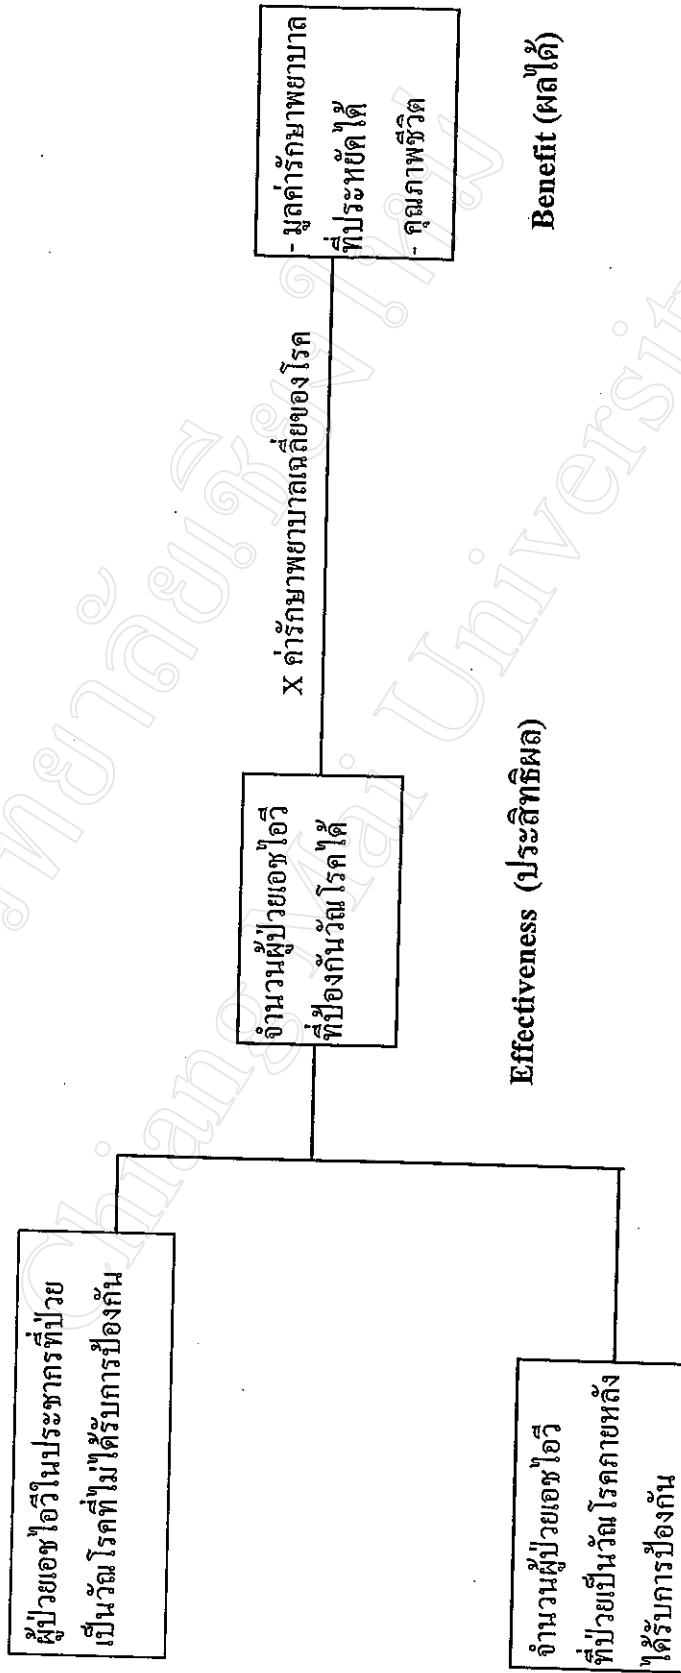 ผู้ป่วยเอชไอวีในประชากรที่ป่วย
เป็นวัณโรคที่ไม่ได้รับการป้องกัน
จำนวนผู้ป่วยเอชไอวี
ที่ป่วยเป็นวัณโรคภายหลัง
ได้รับการป้องกัน
จำนวนผู้ป่วยเอชไอวี
ที่ป้องกันวัณโรคได้
Effectiveness (ประสิทธิผล)
X ค่ารักษาพยาบาลเฉลี่ยของโรค
- มูลค่ารักษาพยาบาล
ที่ประหยัดได้
- คุณภาพชีวิต
Benefit (ผลได้)
Chiang Mai University